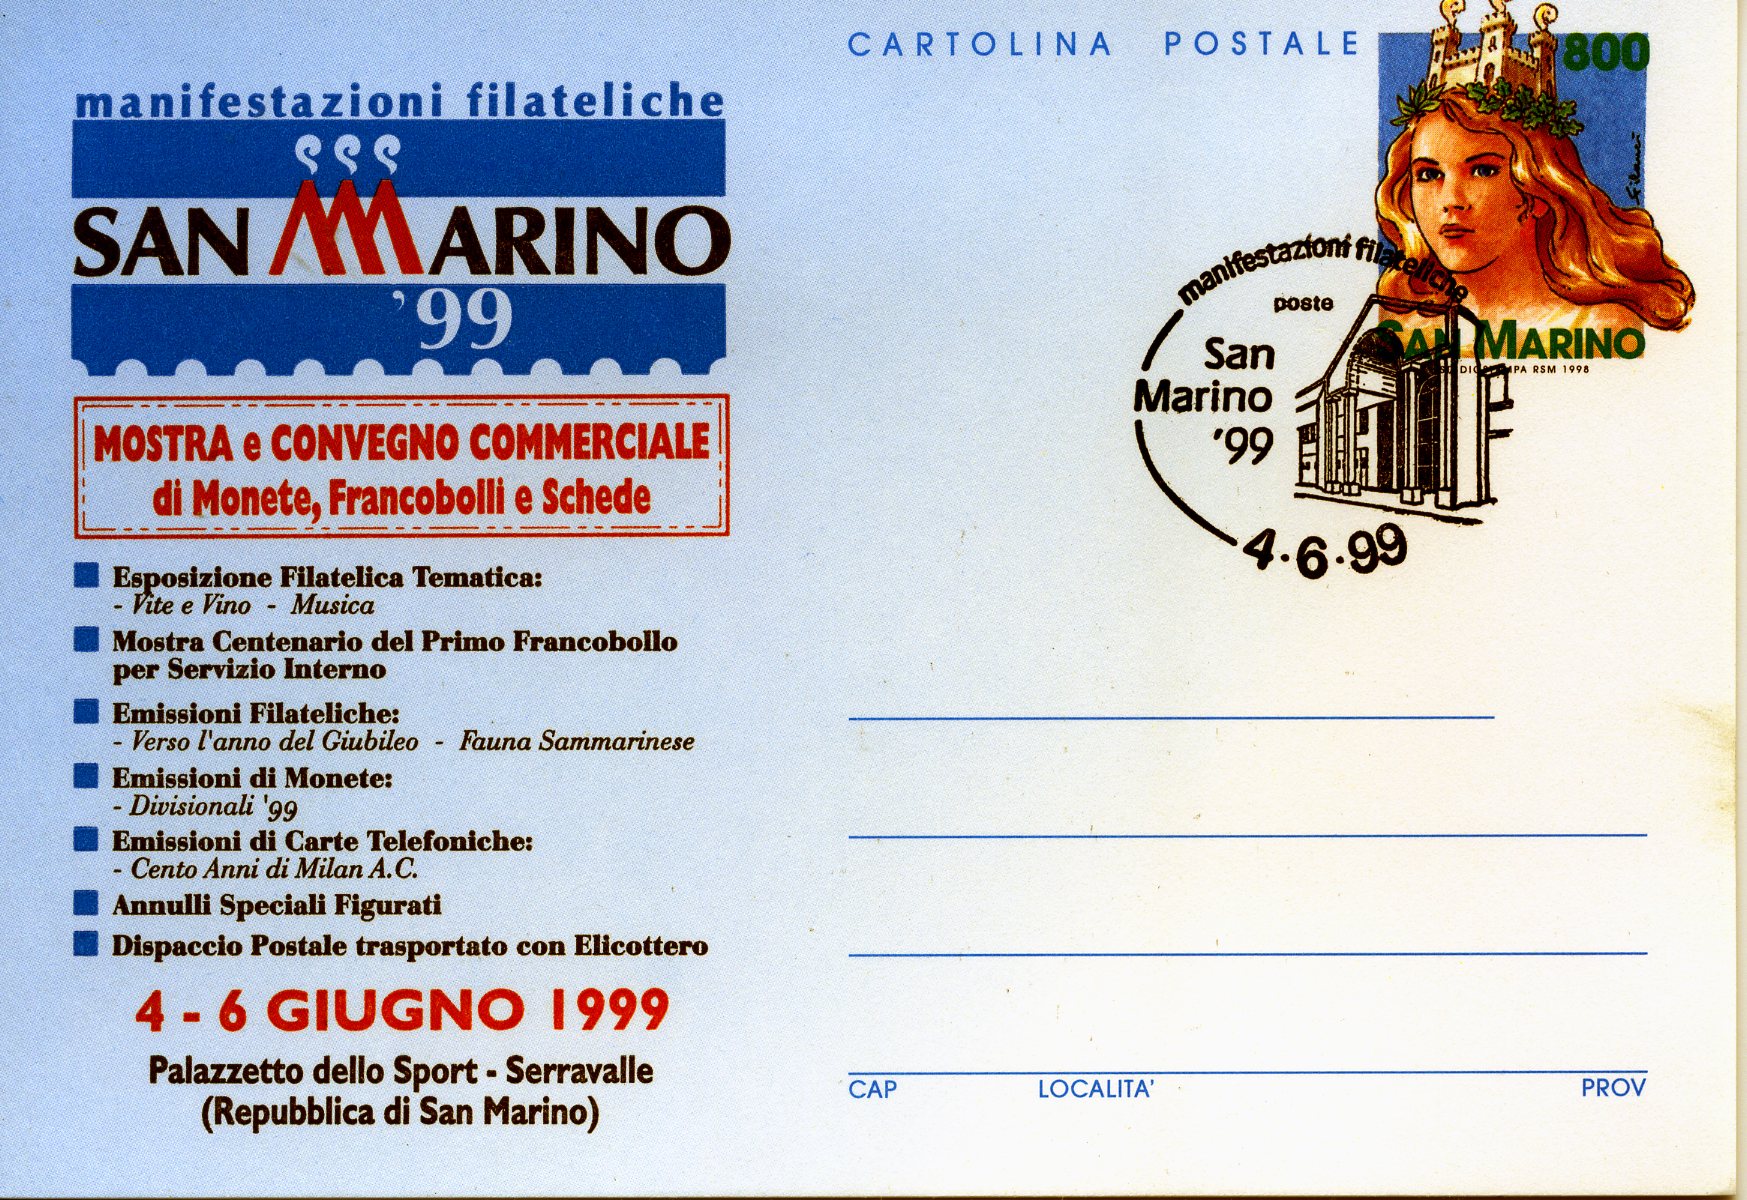 manifestazioni filateliche
SAN MARINO
'99
MOSTRA e CONVEGNO COMMERCIALE
di Monete, Francobolli e Schede
Esposizione Filatelica Tematica:
- Vite e Vino - Musica
Mostra Centenario del Primo Francobollo
per Servizio Interno
Emissioni Filateliche:
- Verso l'anno del Giubileo - Fauna Sammarinese
Emissioni di Monete:
- Divisionali '99
Emissioni di Carte Telefoniche:
- Cento Anni di Milan A.C.
Annulli Speciali Figurati
Dispaccio Postale trasportato con Elicottero
4 - 6 GIUGNO 1999
Palazzetto dello Sport - Serravalle
(Repubblica di San Marino)
CARTOLINA POSTALE
800
SAN MARINO
RSM 1998
manifestazioni filateliche
poste
San
Marino
'99
4.6.99
CAP LOCALITA' PROV